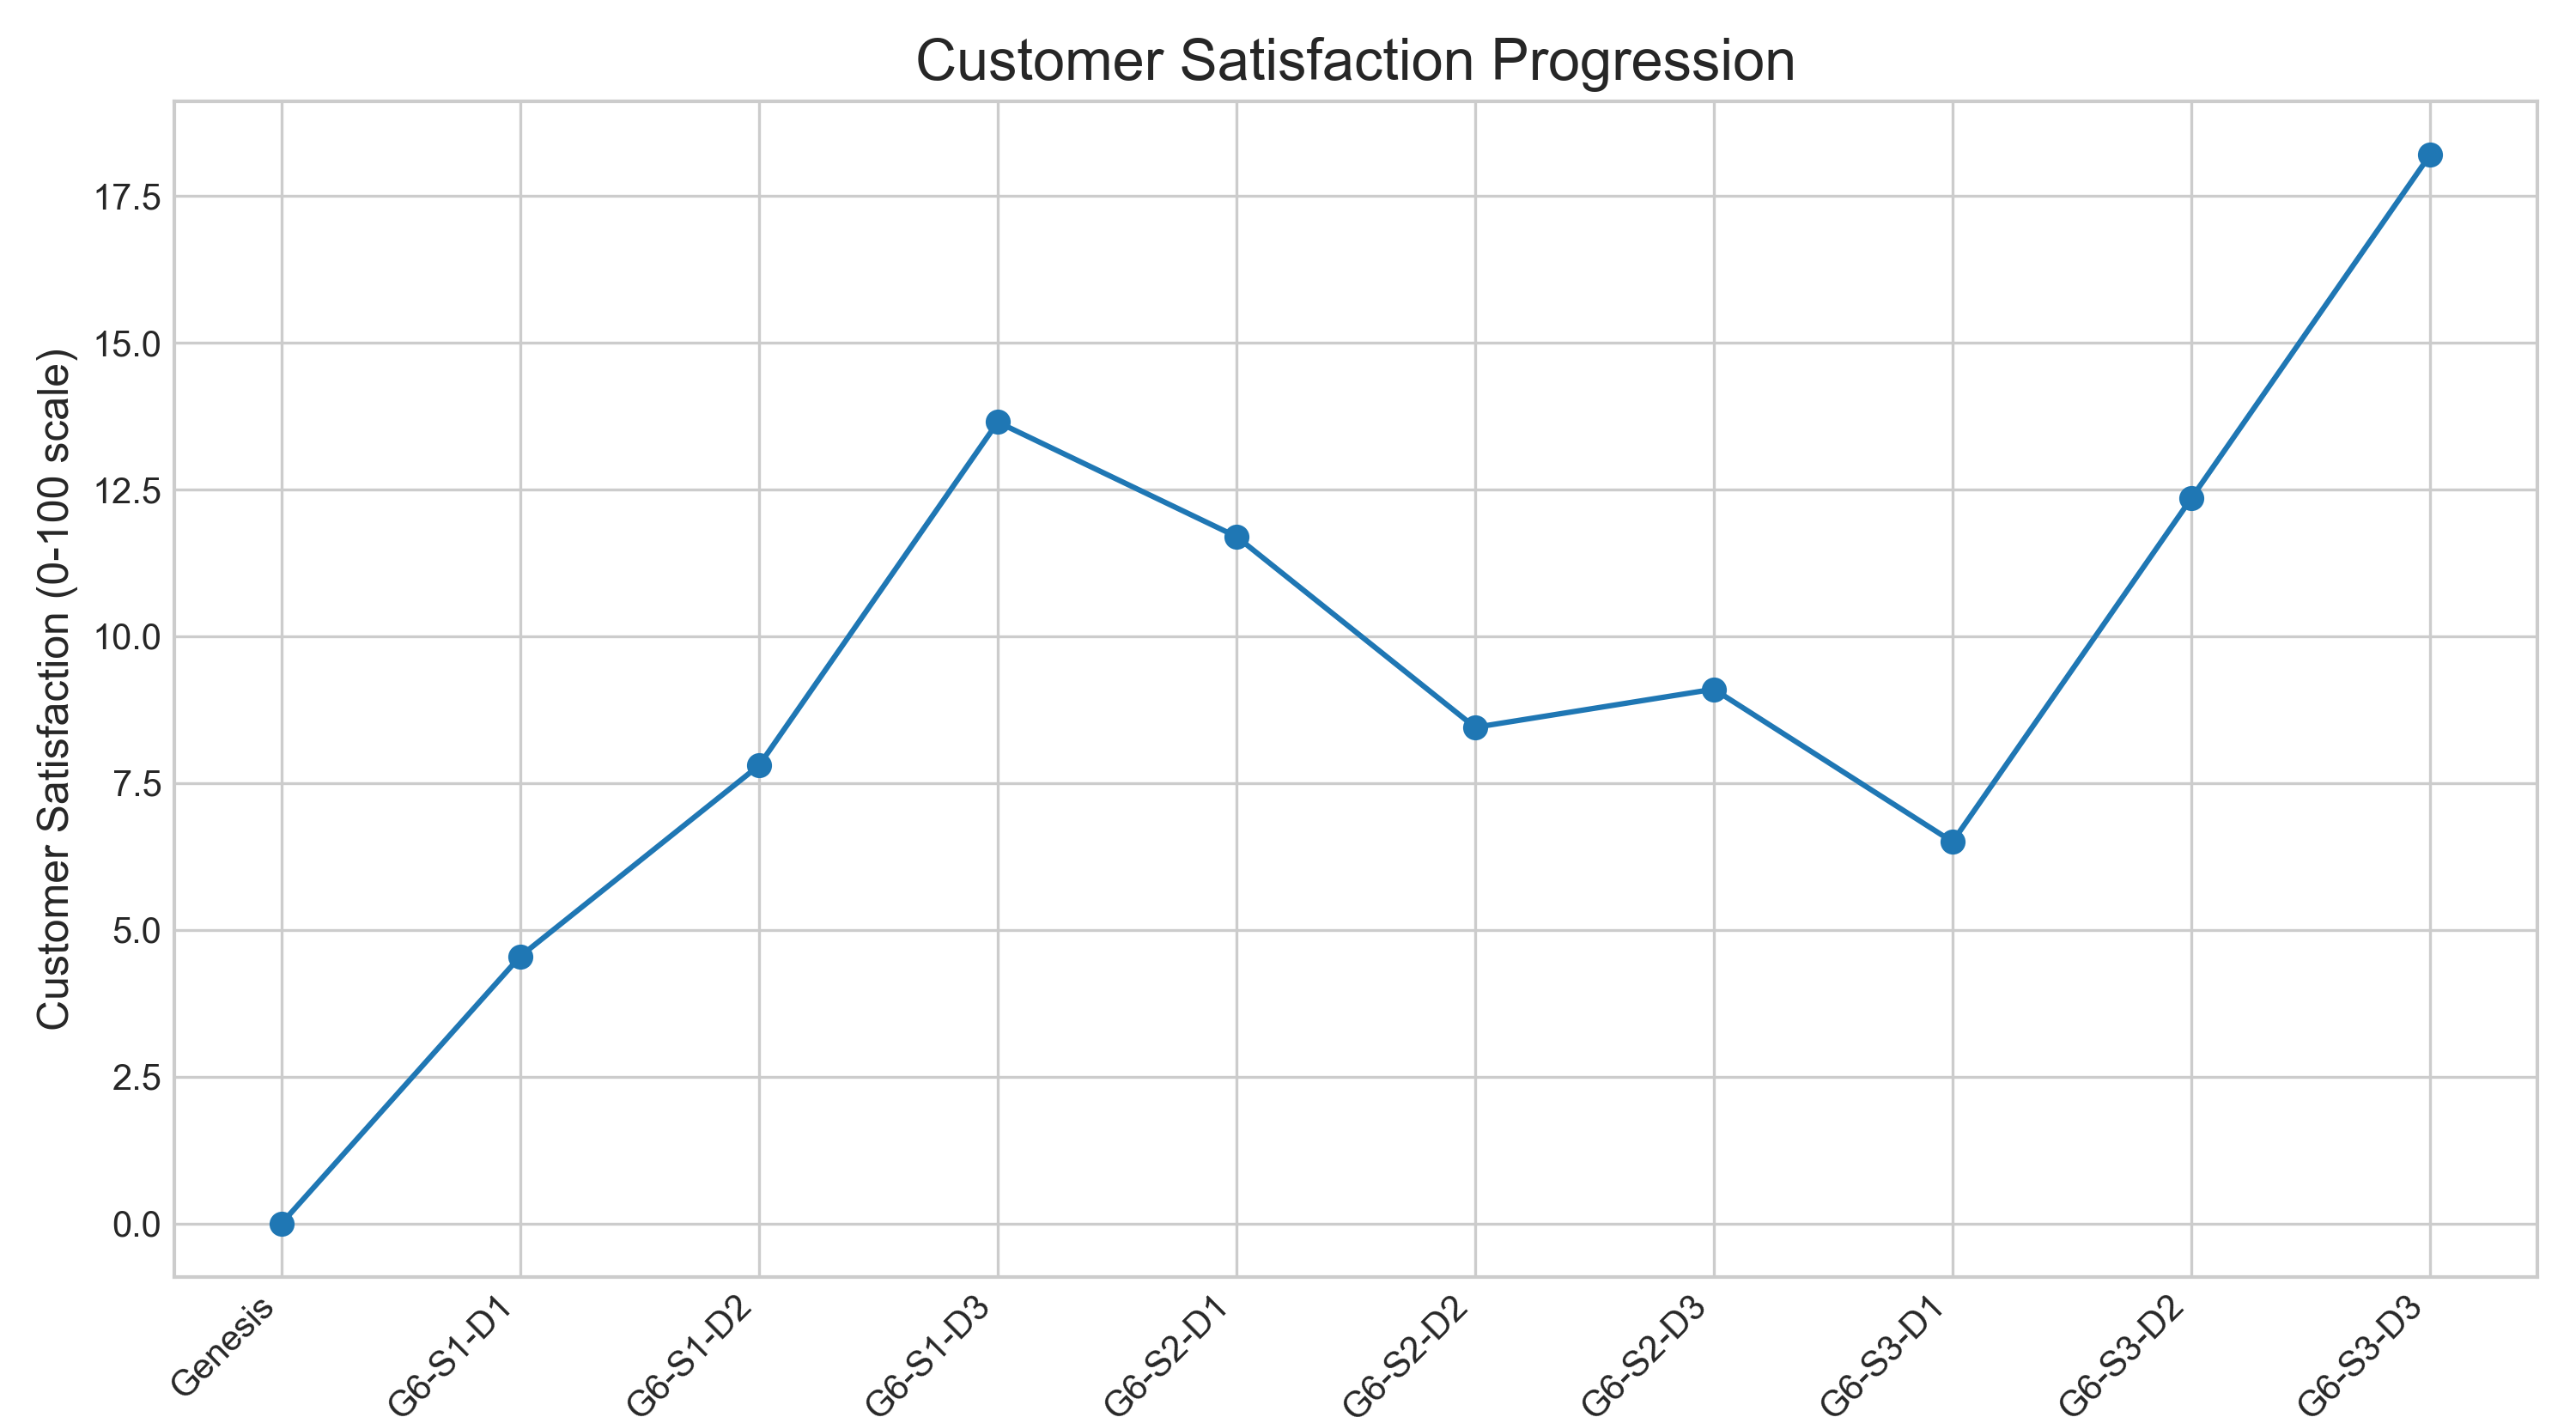 Customer Satisfaction Progression
Customer Satisfaction (0-100 scale)
17.5
15.0
12.5
10.0
7.5
5.0
2.5
0.0
Genesis
G6-S1-D1
G6-S1-D2
G6-S1-D3
G6-S2-D1
G6-S2-D2
G6-S2-D3
G6-S3-D1
G6-S3-D2
G6-S3-D3